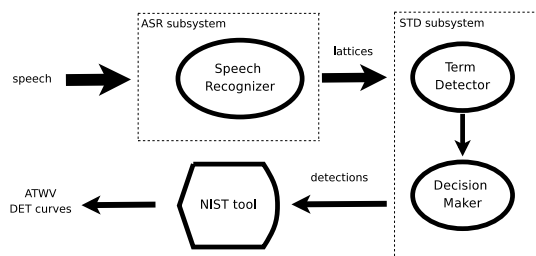 ASR subsystem
STD subsystem
speech
Speech
Recognizer
lattices
Term
Detector
Decision
Maker
detections
NIST tool
ATWV
DET curves